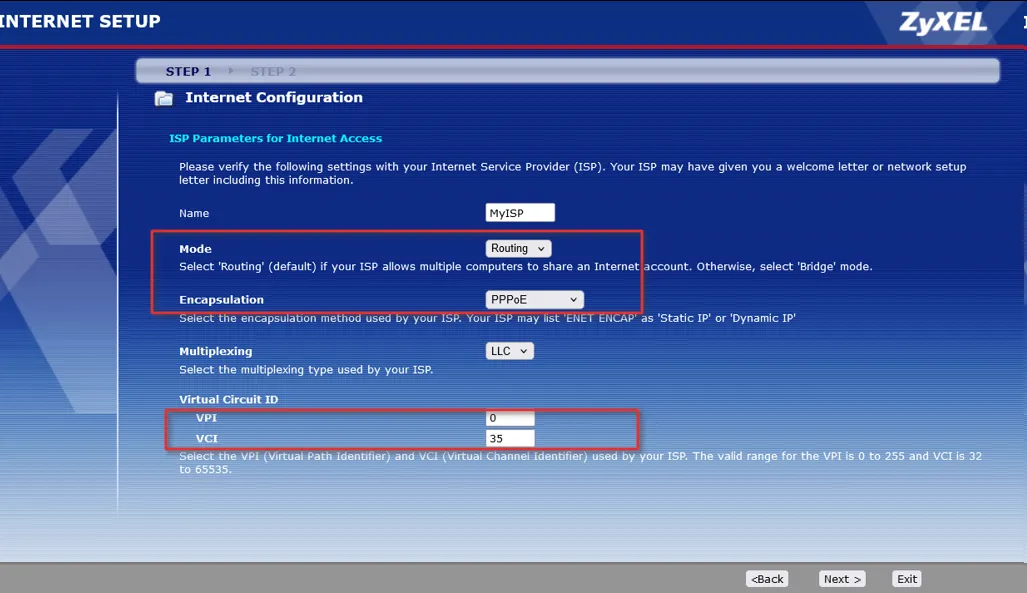 INTERNET SETUP
ZyXEL
STEP 1 STEP 2
Internet Configuration
ISP Parameters for Internet Access
Please verify the following settings with your Internet Service Provider (ISP). Your ISP may have given you a welcome letter or network setup
letter including this information.
Name MyISP
Mode Routing
Select 'Routing' (default) if your ISP allows multiple computers to share an Internet account. Otherwise, select 'Bridge' mode.
Encapsulation PPPoE
Select the encapsulation method used by your ISP. Your ISP may list 'ENET ENCAP' as 'Static IP' or 'Dynamic IP'
Multiplexing LLC
Select the multiplexing type used by your ISP.
Virtual Circuit ID
VPI 0
VCI 35
Select the VPI (Virtual Path Identifier) and VCI (Virtual Channel Identifier) used by your ISP. The valid range for the VPI is 0 to 255 and VCI is 32
to 65535.
<Back Next > Exit